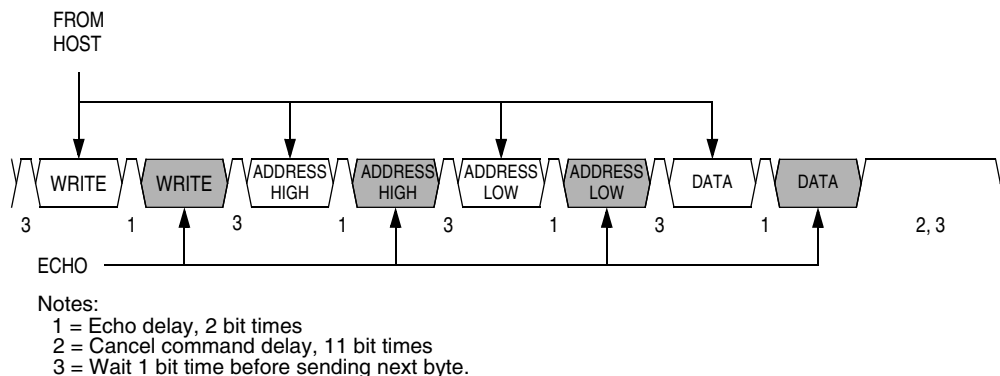 FROM
HOST
WRITE WRITE ADDRESS HIGH ADDRESS HIGH ADDRESS LOW ADDRESS LOW DATA DATA
3 1 3 1 3 1 3 1 2, 3
ECHO
Notes:
1 = Echo delay, 2 bit times
2 = Cancel command delay, 11 bit times
3 = Wait 1 bit time before sending next byte.